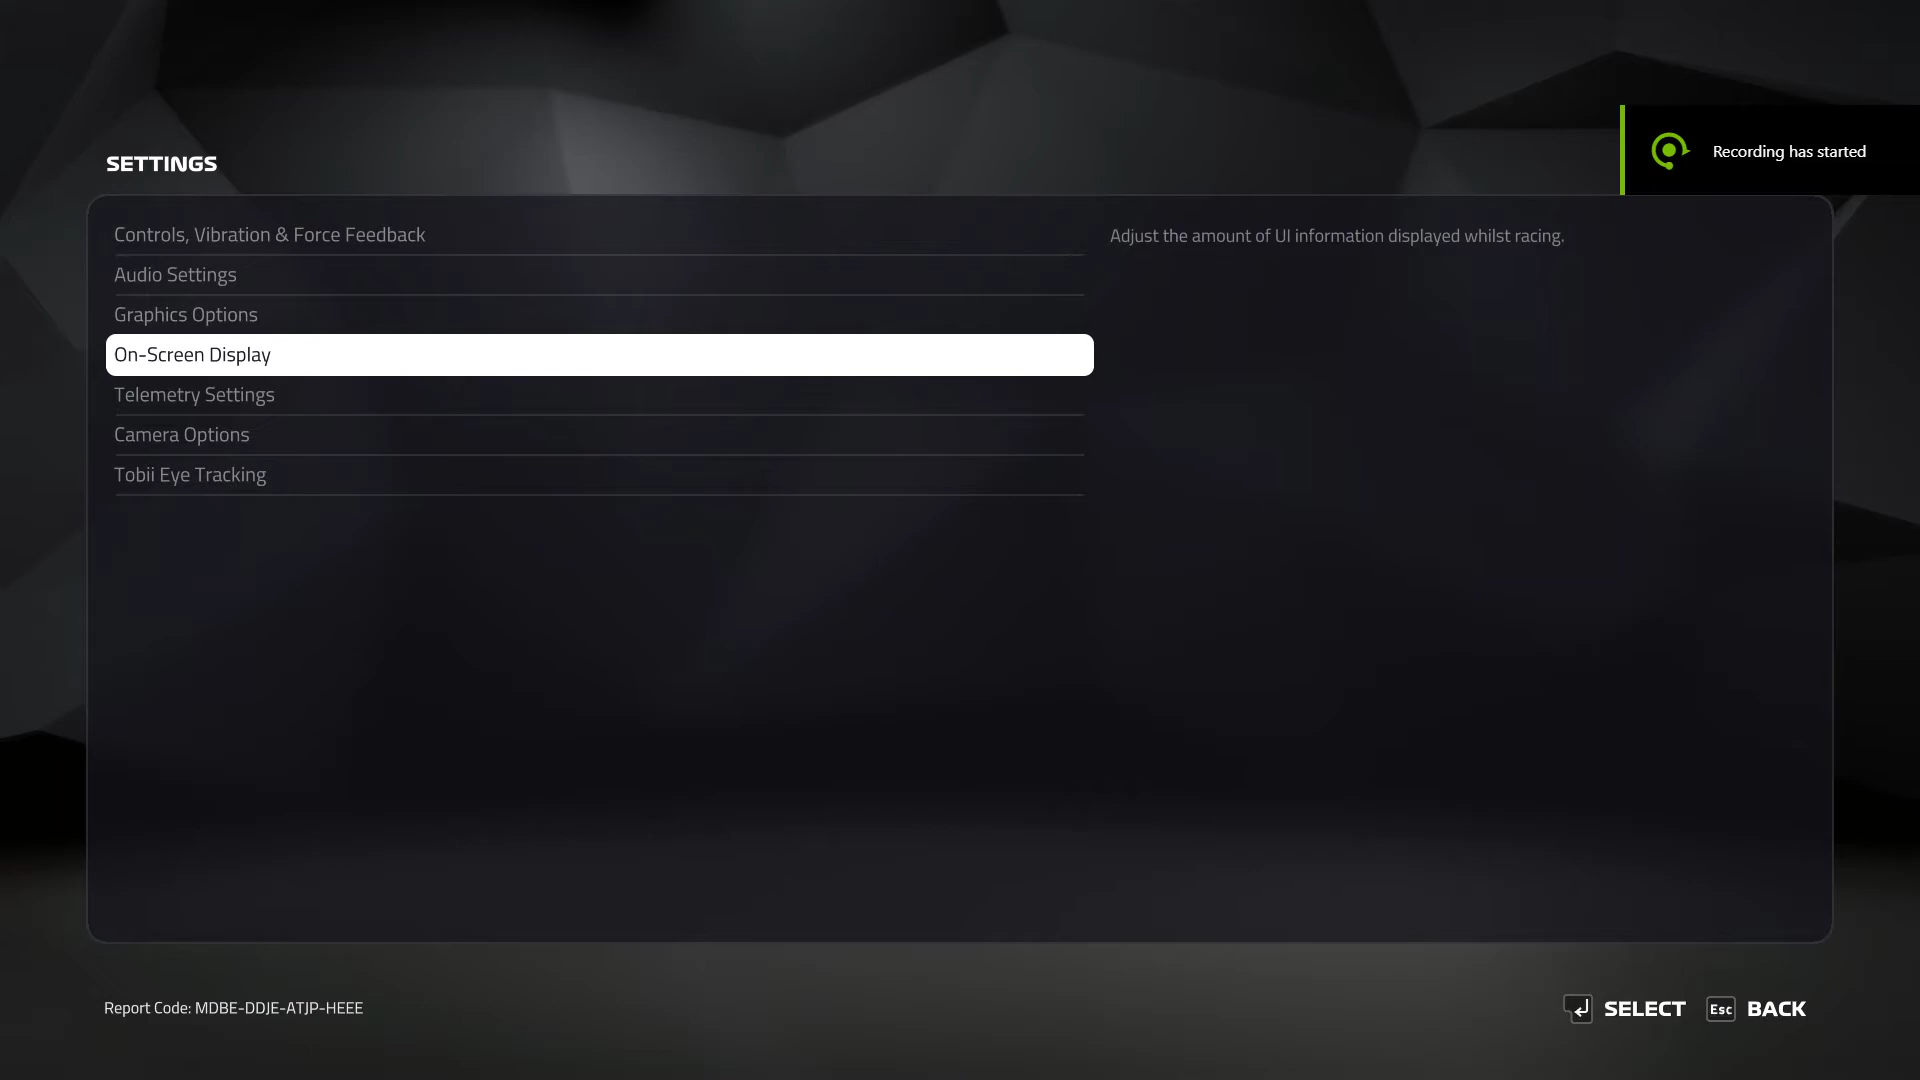 Recording has started
SETTINGS
Controls, Vibration & Force Feedback
Adjust the amount of UI information displayed whilst racing.
Audio Settings
Graphics Options
On-Screen Display
Telemetry Settings
Camera Options
Tobii Eye Tracking
Report Code: MDBE-DDJE-ATJP-HEEE
SELECT
Esc BACK